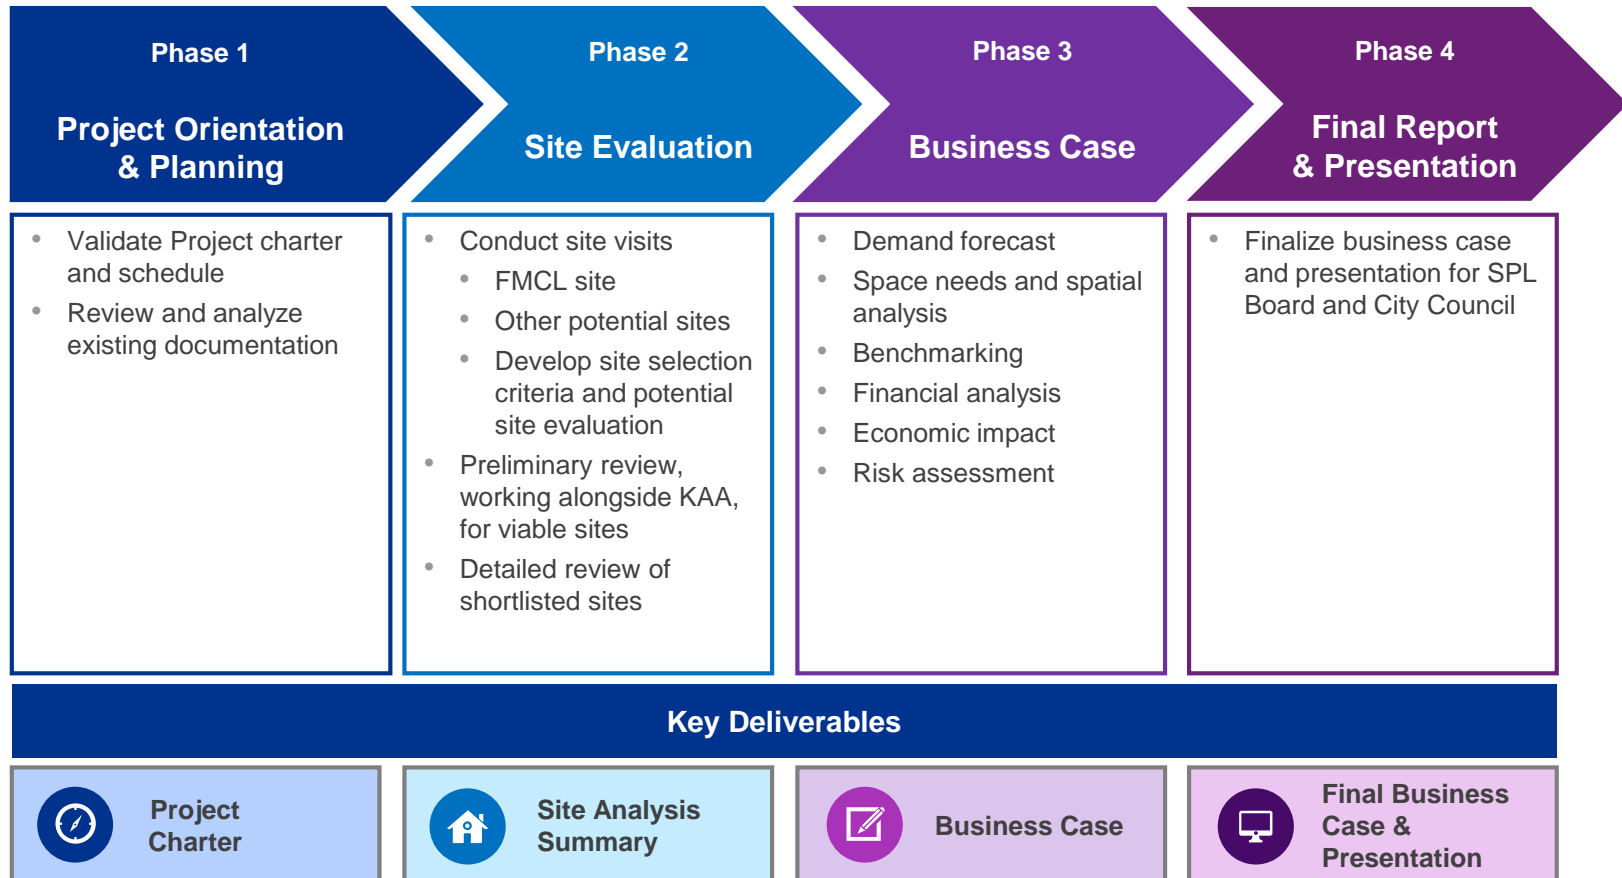 Phase 1
Project Orientation
& Planning
Phase 2
Site Evaluation
Phase 3
Business Case
Phase 4
Final Report
& Presentation
• Validate Project charter
and schedule
• Review and analyze
existing documentation
• Conduct site visits
• FMCL site
• Other potential sites
• Develop site selection
criteria and potential
site evaluation
• Preliminary review,
working alongside KAA,
for viable sites
• Detailed review of
shortlisted sites
• Demand forecast
• Space needs and spatial
analysis
• Benchmarking
• Financial analysis
• Economic impact
• Risk assessment
• Finalize business case
and presentation for SPL
Board and City Council
Key Deliverables
Project
Charter
Site Analysis
Summary
Business Case
Final Business
Case &
Presentation